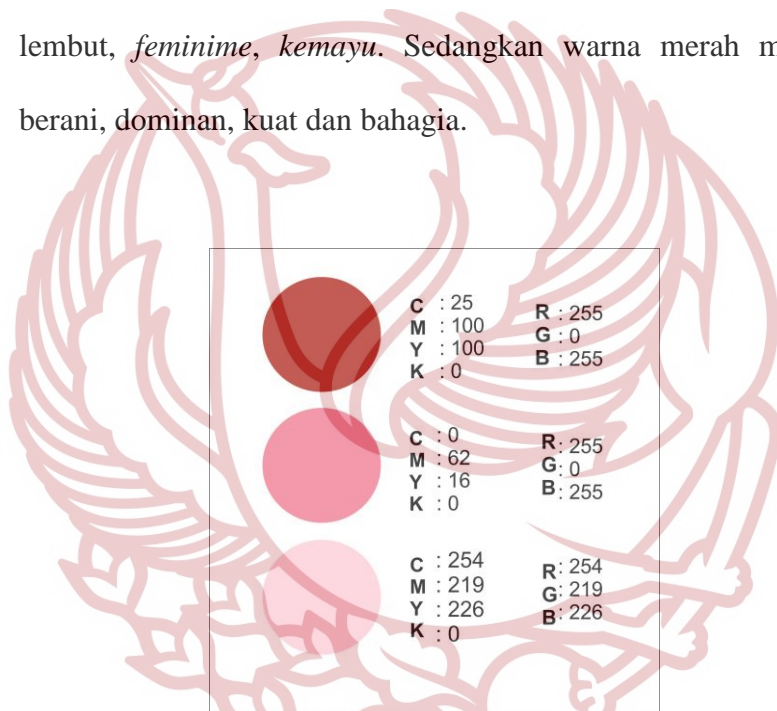 lembut, feminime, kemayu. Sedangkan warna merah
berani, dominan, kuat dan bahagia.
C : 25
M : 100
Y : 100
K : 0
R : 255
G : 0
B : 255
C : 0
M : 62
Y : 16
K : 0
R : 255
G : 0
B : 255
C : 254
M : 219
Y : 226
K : 0
R : 254
G : 219
B : 226